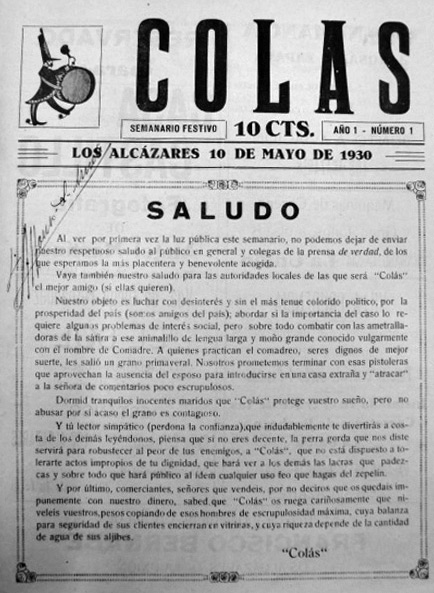 COLAS
SEMANARIO FESTIVO
10 CTS.
AÑO 1 - NÚMERO 1
LOS ALCÁZARES 10 DE MAYO DE 1930
SALUDO
Al ver por primera vez la luz pública este semanario, no podemos dejar de enviar
nuestro respetuoso saludo al público en general y colegas de la prensa de verdad, de los
que esperamos la más placentera y benevolente acogida.
Vaya también nuestro saludo para las autoridades locales de las que será "Colás"
el mejor amigo (si ellas quieren).
Nuestro objeto es luchar con desinterés y sin el más tenue colorido político, por la
prosperidad del país (somos amigos del país); abordar si la importancia del caso lo re-
quiere algunos problemas de interés social, pero sobre todo combatir con las ametralla-
doras de la sátira a ese animalillo de lengua larga y moño grande conocido vulgarmente
con el nombre de Comadre. A quienes practican el comadreo, seres dignos de mejor
suerte, les salió un grano primaveral. Nosotros prometemos terminar con esas pistoleras
que aprovechan la ausencia del esposo para introducirse en una casa extraña y "atracar"
a la señora de comentarios poco escrupulosos.
Dormid tranquilos inocentes maridos que "Colás" protege vuestro sueño, pero no
abusar por si acaso el grano es contagioso.
Y tú lector simpático (perdona la confianza), que indudablemente te divertirás a cos-
ta de los demás leyéndonos, piensa que si no eres decente, la perra gorda que nos diste
servirá para robustecer al peor de tus enemigos, a "Colás", que no está dispuesto a to-
lerarte actos impropios de tu dignidad, que hará ver a los demás las lacras que padez-
cas y sobre todo que hará público al ídem cualquier uso feo que hagas del zepelín.
Y por último, comerciantes, señores que vendeis, por no deciros que os quedais im-
punemente con nuestro dinero, sabed que "Colás" os ruega cariñosamente que ni-
veleis vuestros pesos copiando de esos hombres de escrupulosidad máxima, cuya balanza
para seguridad de sus clientes encierran en vitrinas, y cuya riqueza depende de la cantidad
de agua de sus aljibes.
"Colás"